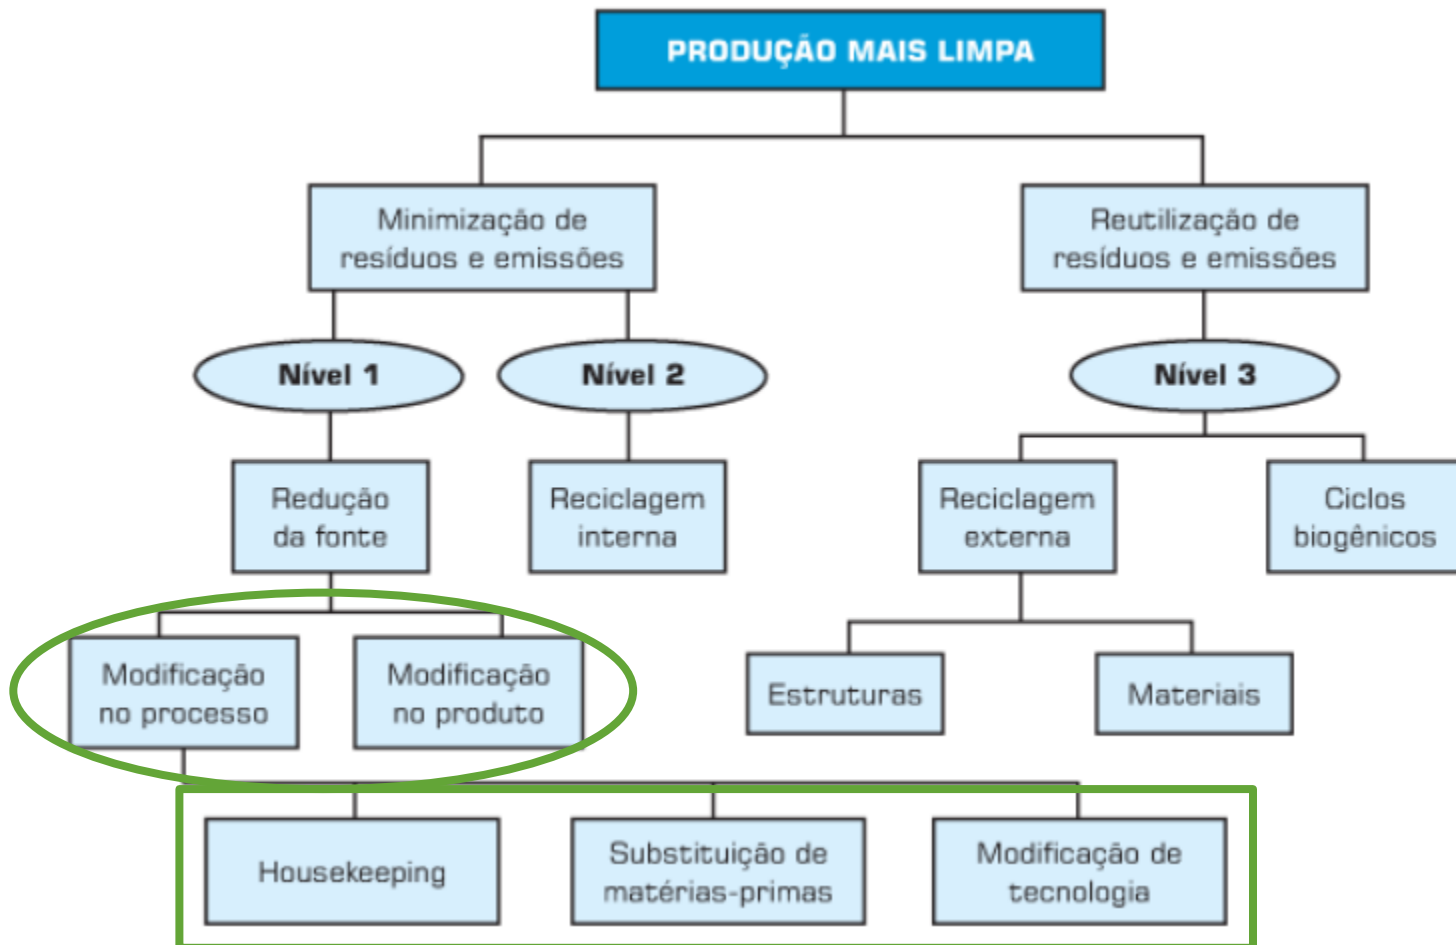 PRODUÇÃO MAIS LIMPA
Minimização de
resíduos e emissões
Reutilização de
resíduos e emissões
Nível 1
Nível 2
Nível 3
Redução
da fonte
Reciclagem
interna
Reciclagem
externa
Ciclos
biogênicos
Modificação
no processo
Modificação
no produto
Estruturas
Materiais
Housekeeping
Substituição de
matérias-primas
Modificação de
tecnologia